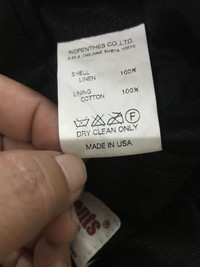 NEPENTHES CO.,LTD.
SHELL
LINEN 100%
LINING
COTTON 100%
F
DRY CLEAN ONLY
MADE IN USA